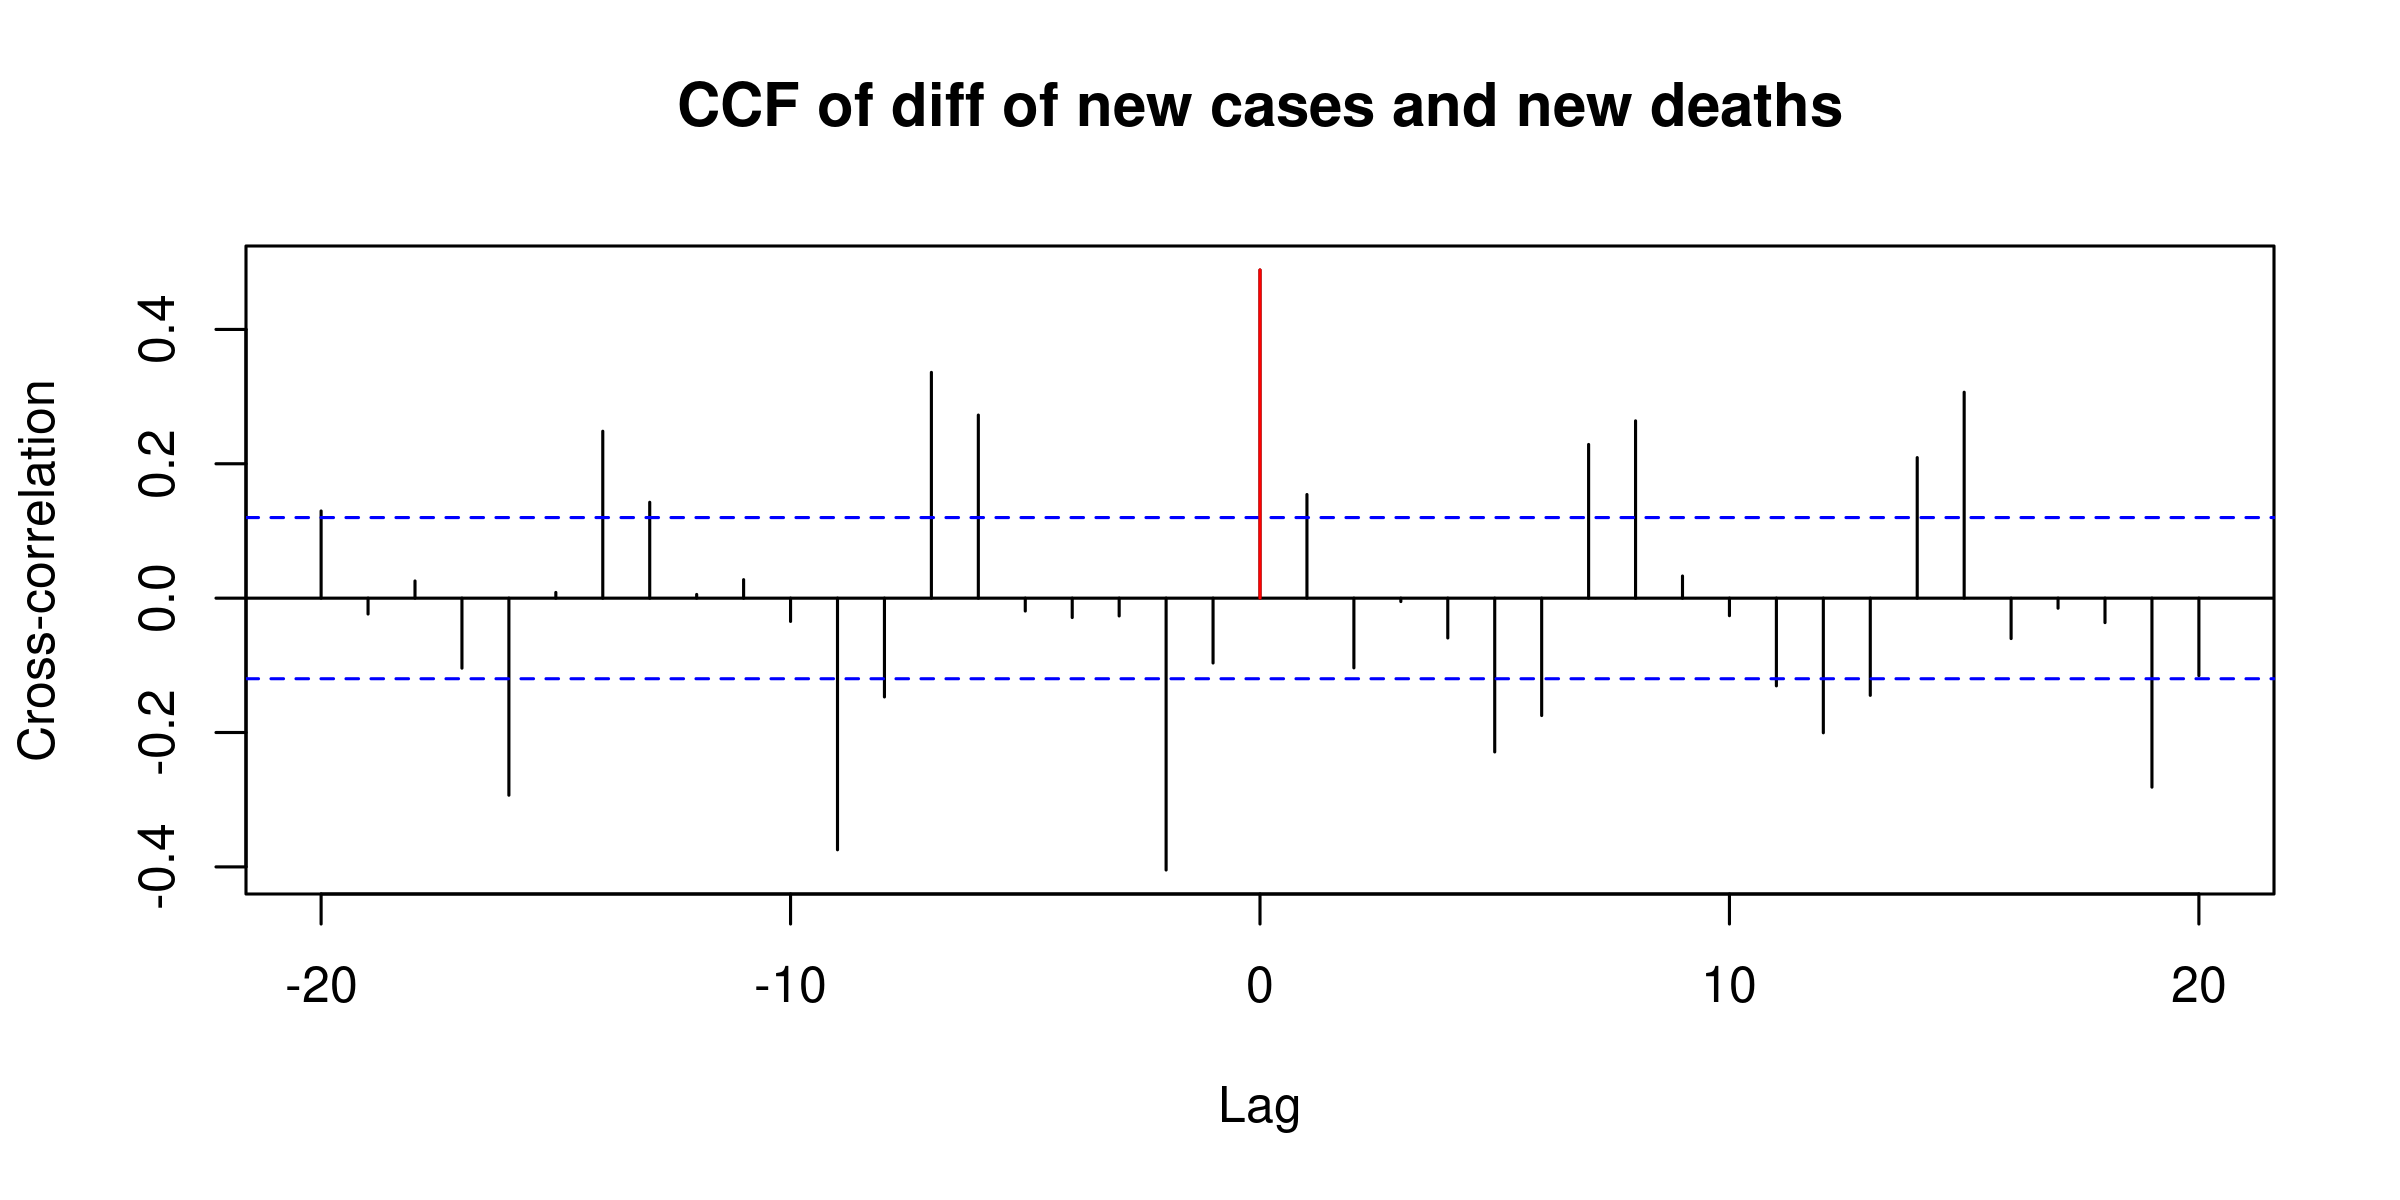 CCF of diff of new cases and new deaths
Cross-correlation
0.4
0.2
0.0
-0.2
-0.4
-20 -10 0 10 20
Lag